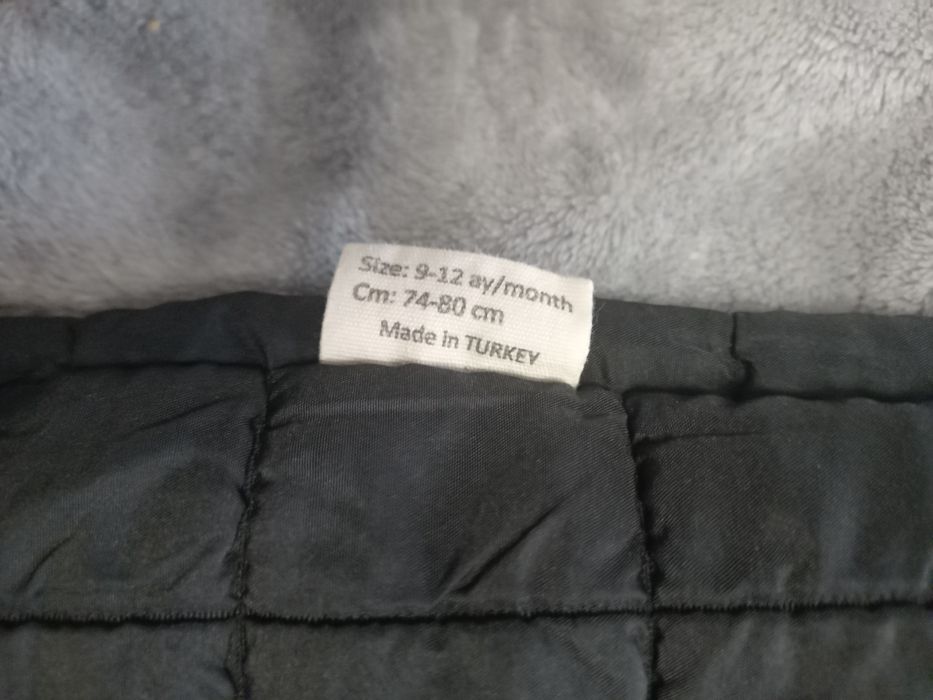 Size: 9-12 ay/month
Cm: 74-80 cm
Made in TURKEY